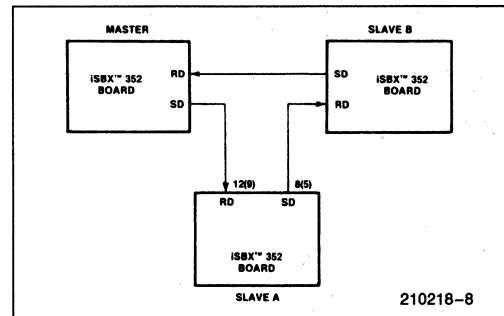 MASTER
iSBX™ 352
BOARD
RD
SD
SLAVE B
SD
RD
iSBX™ 352
BOARD
12(9)
8(5)
RD
SD
iSBX™ 352
BOARD
SLAVE A
210218-8